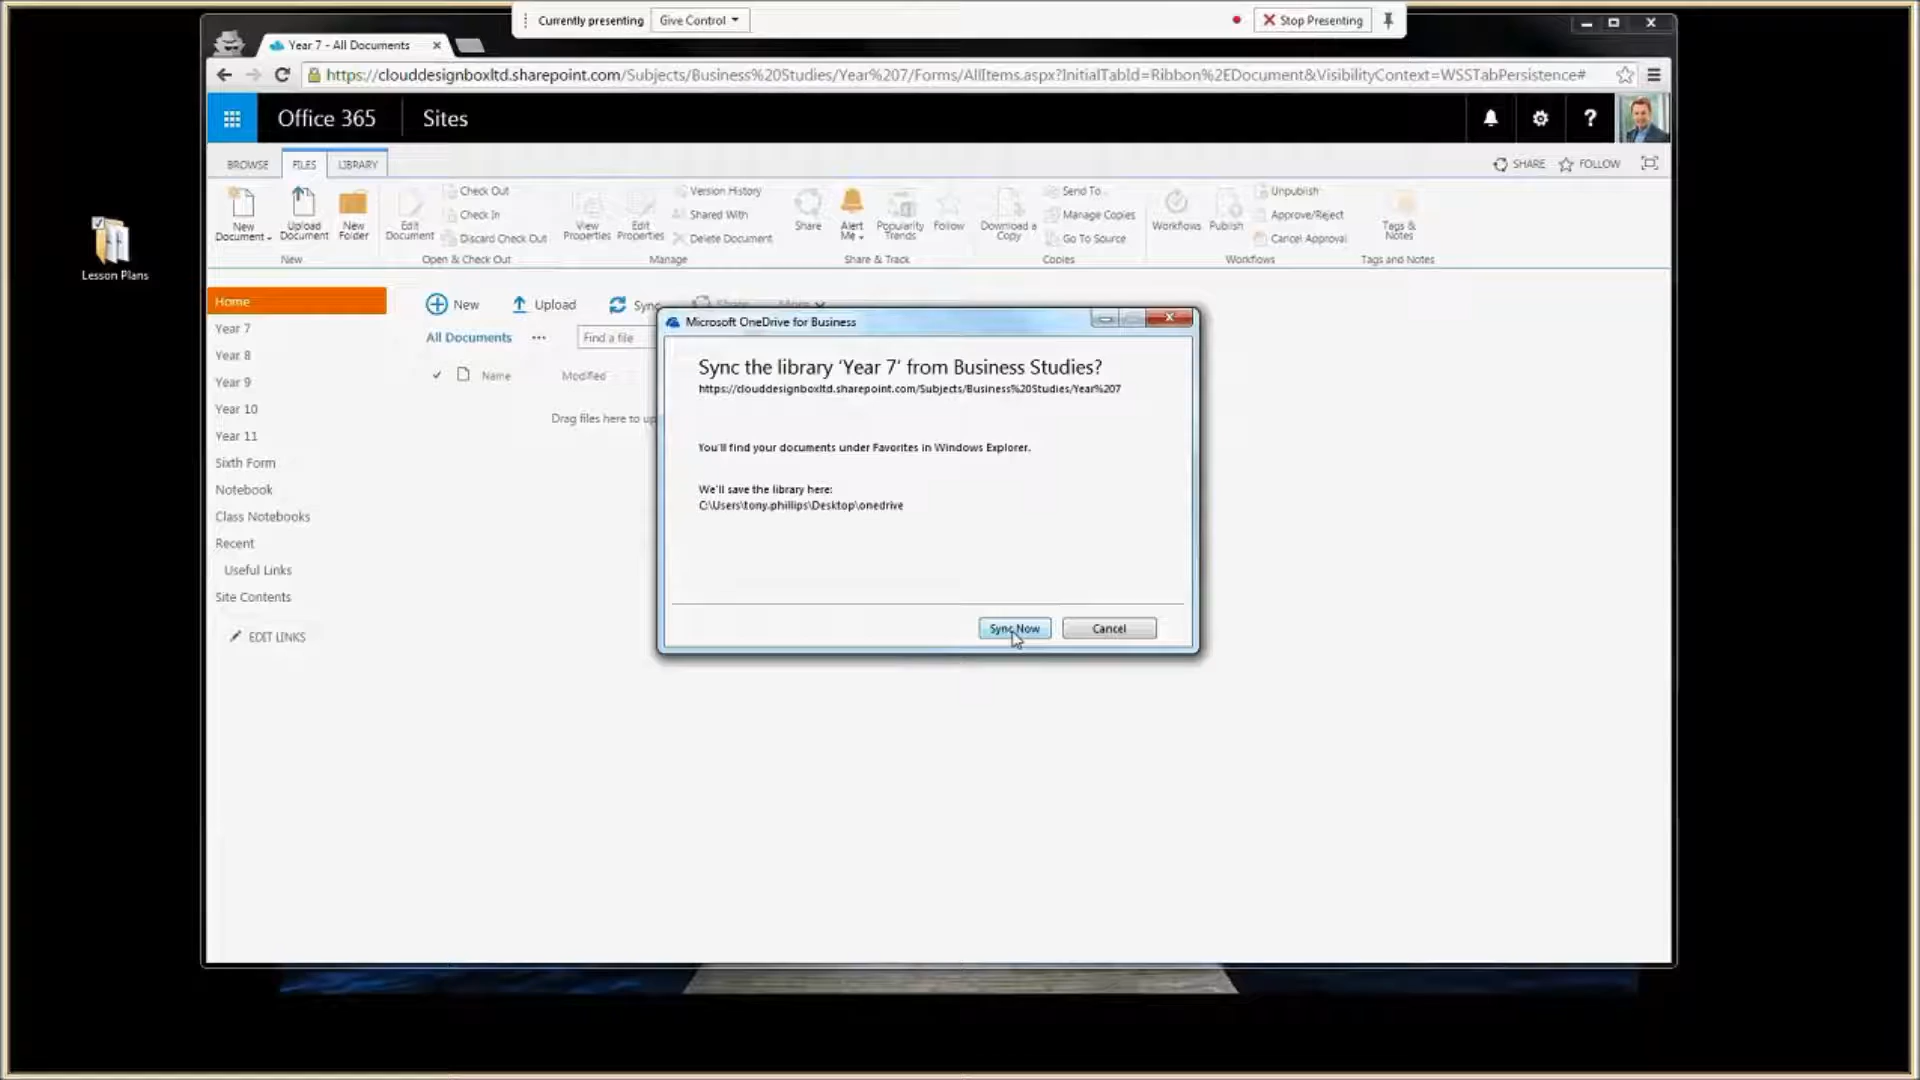 Currently presenting
Give Control
Stop Presenting
Year 7 - All Documents
https://clouddesignboxltd.sharepoint.com/Subjects/Business%20Studies/Year%207/Forms/AllItems.aspx?InitialTabId=Ribbon%2EDocument&VisibilityContext=WSSTabPersistence#
Office 365
Sites
?
BROWSE
FILES
LIBRARY
SHARE
FOLLOW
New
Document
Upload
Document
New
Folder
New
Edit
Document
Check Out
Check In
Discard Check Out
Open & Check Out
View
Properties
Edit
Properties
Version History
Shared With
Delete Document
Manage
Share
Alert
Me
Popularity
Trends
Follow
Share & Track
Download a
Copy
Send To
Manage Copies
Go To Source
Copies
Workflows
Publish
Unpublish
Approve/Reject
Cancel Approval
Workflows
Tags &
Notes
Tags and Notes
Lesson Plans
Home
Year 7
Year 8
Year 9
Year 10
Year 11
Sixth Form
Notebook
Class Notebooks
Recent
Useful Links
Site Contents
EDIT LINKS
New
Upload
Sync
Share
More
All Documents
...
Find a file
Name
Modified
Drag files here to up
Microsoft OneDrive for Business
Sync the library 'Year 7' from Business Studies?
https://clouddesignboxltd.sharepoint.com/Subjects/Business%20Studies/Year%207
You'll find your documents under Favorites in Windows Explorer.
We'll save the library here:
C:\Users\tony.phillips\Desktop\onedrive
Sync Now
Cancel